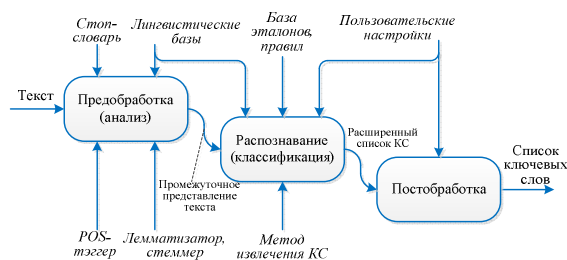 Стоп-
словарь
Лингвистические
базы
База
эталонов,
правил
Пользовательские
настройки
Текст
Предобработка
(анализ)
Распознавание
(классификация)
Расширенный
список КС
Список
ключевых
слов
Постобработка
Промежуточное
представление
текста
POS-
тэггер
Лемматизатор,
стеммер
Метод
извлечения КС